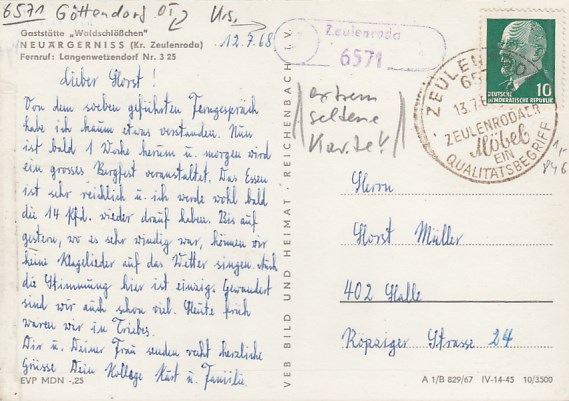 6571 Göttendorf OT
Gaststätte "Waldschlößchen"
NEUÄRGERNISS (Kr. Zeulenroda)
Fernruf: Langenwetzendorf Nr. 3 25
12.7.68
Lieber Horst!
Von dem soeben geführten Ferngespräch
habe ich kaum etwas verstanden. Nun
ist bald 1 Woche herum u. morgen wird
ein grosses Bergfest veranstaltet. Das Essen
ist sehr reichlich u. ich werde wohl bald
die 14 Pfd. wieder drauf haben. Bis auf
gestern, wo es sehr windig war, können wir
keine Klagelieder auf das Wetter singen. Auch
die Stimmung hier ist einzig. Gewandert
sind wir auch schon viel. Heute früh
waren wir in Triebes.
Dir u. Deiner Frau senden recht herzliche
Grüsse Dein Kollege Kurt u. Familie.
EVP MDN -,25
VEB BILD UND HEIMAT · REICHENBACH I. V.
Zeulenroda
6571
(extrem
seltene
Karte!)
DEUTSCHE
DEMOKRATISCHE REPUBLIK
10
ZEULENRODA
657
13.7.6
ZEULENRODAER
Möbel
EIN
QUALITÄTSBEGRIFF
846
Herrn
Horst Müller
402 Halle
Röpziger Strasse 24
A 1/B 829/67 IV-14-45 10/3500